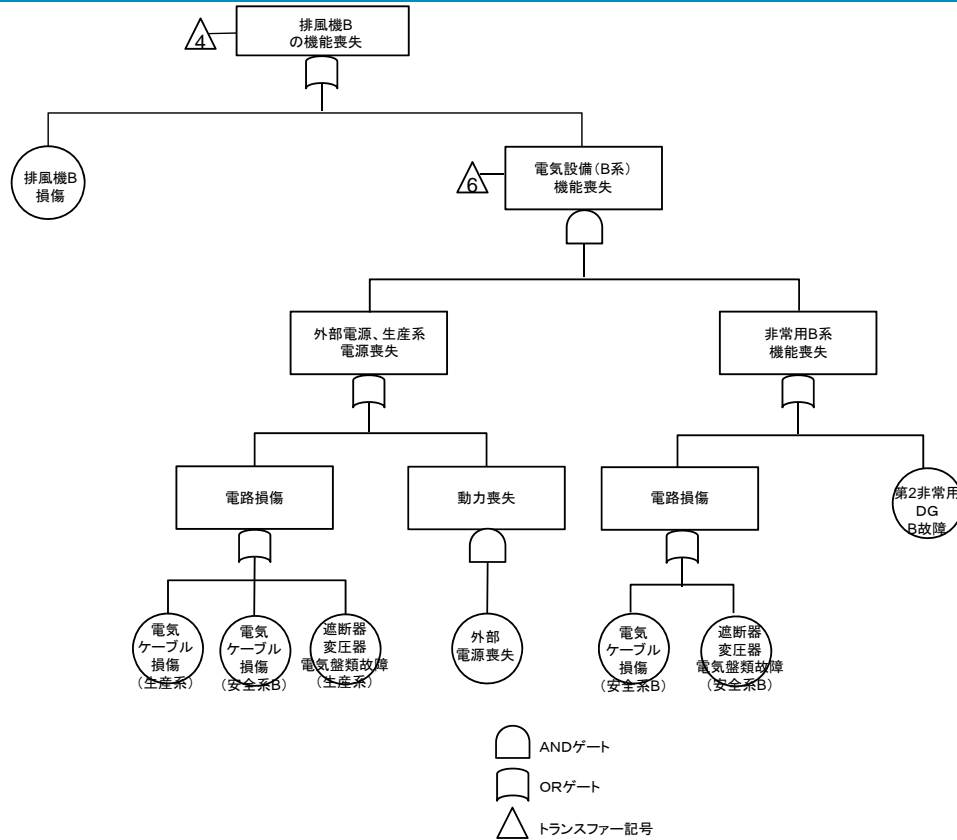 排風機B
の機能喪失
4
排風機B
損傷
電気設備(B系)
機能喪失
6
外部電源、生産系
電源喪失
非常用B系
機能喪失
電路損傷
動力喪失
電路損傷
第2非常用
DG
B故障
電気
ケーブル
損傷
(生産系)
電気
ケーブル
損傷
(安全系B)
遮断器
変圧器
電気盤類故障
(生産系)
外部
電源喪失
電気
ケーブル
損傷
(安全系B)
遮断器
変圧器
電気盤類故障
(安全系B)
ANDゲート
ORゲート
トランスファー記号